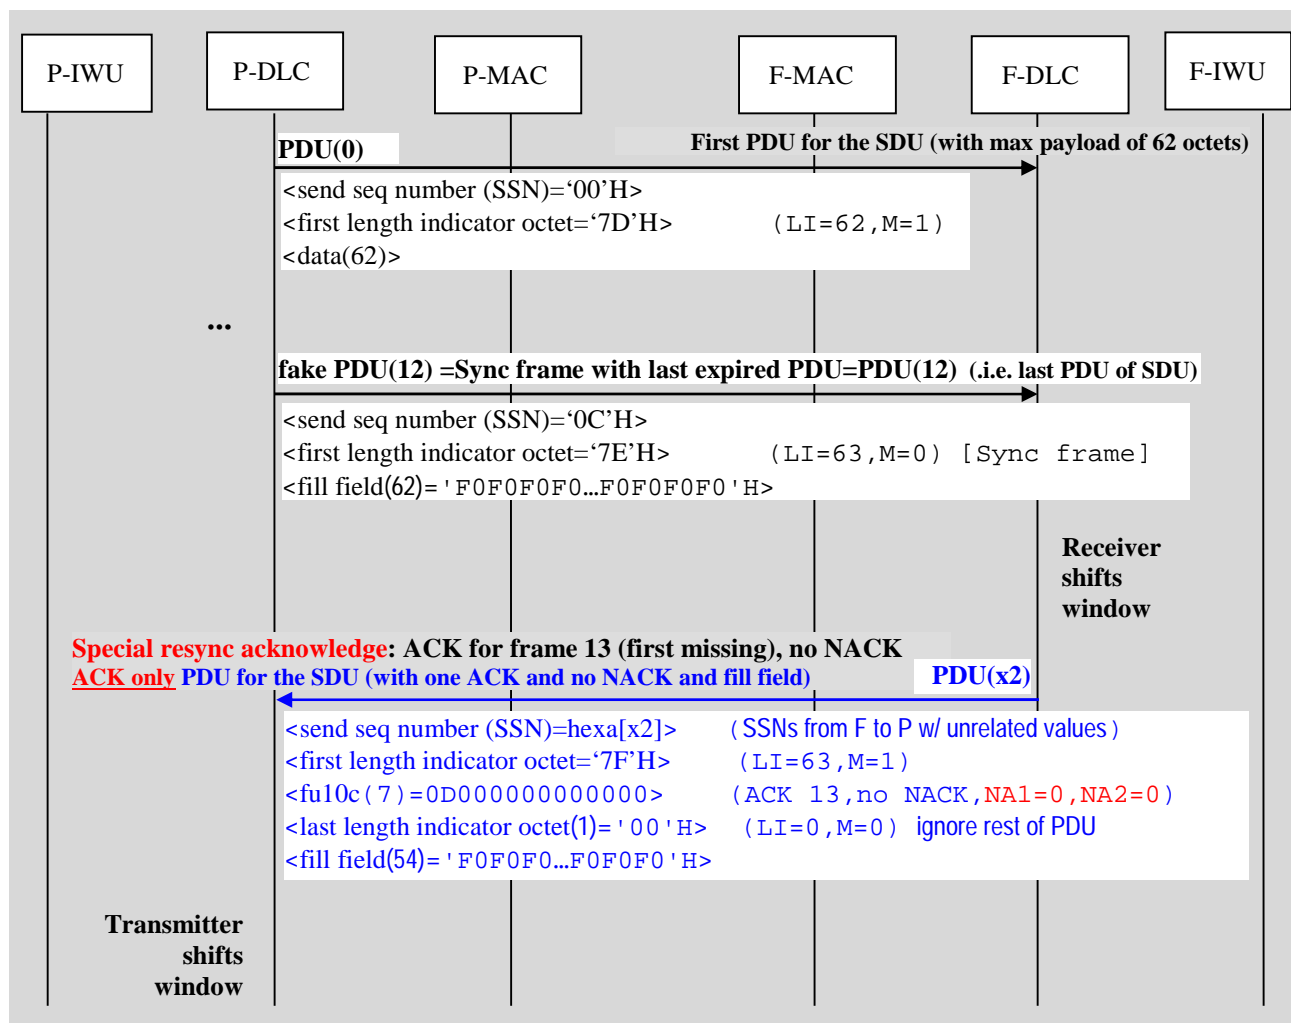 P-IWU P-DLC P-MAC F-MAC F-DLC F-IWU
PDU(0) First PDU for the SDU (with max payload of 62 octets)
<send seq number (SSN)=‘00’H>
<first length indicator octet=‘7D’H> (LI=62,M=1)
<data(62)>
...
fake PDU(12) =Sync frame with last expired PDU=PDU(12) (.i.e. last PDU of SDU)
<send seq number (SSN)=‘0C’H>
<first length indicator octet=‘7E’H> (LI=63,M=0) [Sync frame]
<fill field(62)='F0F0F0F0…F0F0F0F0'H>
Receiver
shifts
window
Special resync acknowledge: ACK for frame 13 (first missing), no NACK
ACK only PDU for the SDU (with one ACK and no NACK and fill field) PDU(x2)
<send seq number (SSN)=hexa[x2]> (SSNs from F to P w/ unrelated values)
<first length indicator octet=‘7F’H> (LI=63,M=1)
<fu10c(7)=0D000000000000> (ACK 13,no NACK,NA1=0,NA2=0)
<last length indicator octet(1)='00'H> (LI=0,M=0) ignore rest of PDU
<fill field(54)='F0F0F0…F0F0F0'H>
Transmitter
shifts
window